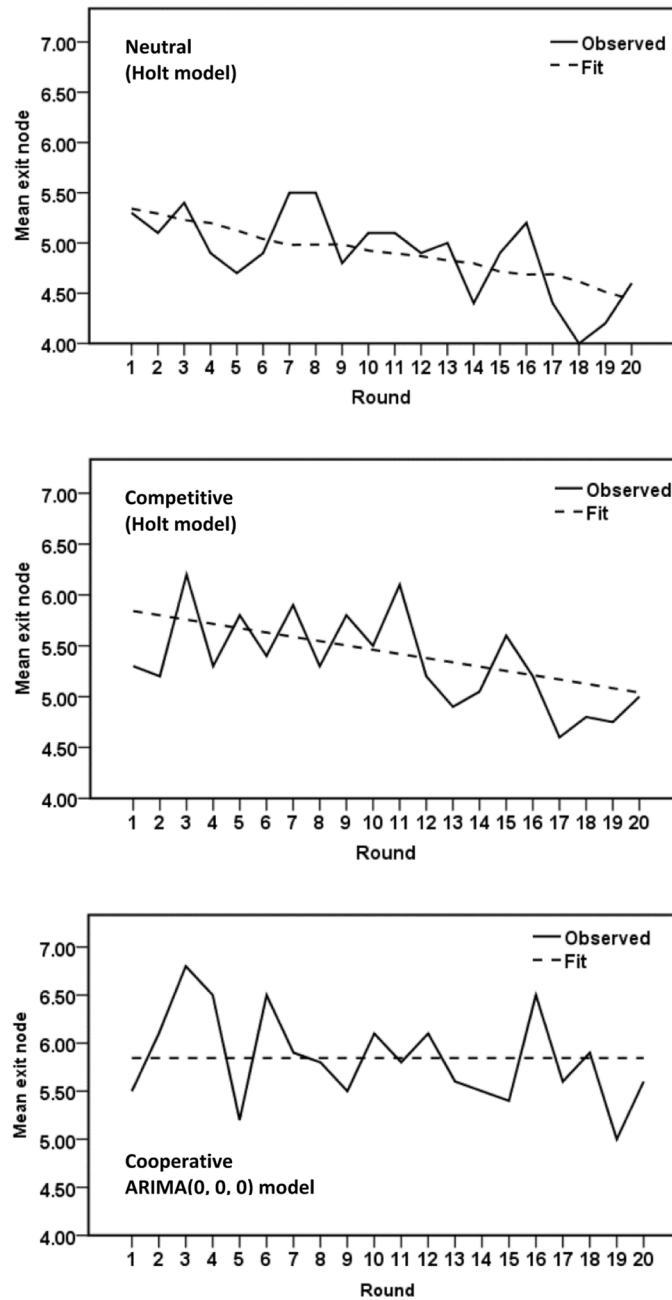 7.00
Neutral
(Holt model)
Observed
Fit
6.50
6.00
5.50
5.00
4.50
4.00
Mean exit node
1 2 3 4 5 6 7 8 9 10 11 12 13 14 15 16 17 18 19 20
Round
7.00
Competitive
(Holt model)
Observed
Fit
6.50
6.00
5.50
5.00
4.50
4.00
Mean exit node
1 2 3 4 5 6 7 8 9 10 11 12 13 14 15 16 17 18 19 20
Round
7.00
Observed
Fit
6.50
6.00
5.50
5.00
4.50
4.00
Mean exit node
Cooperative
ARIMA(0, 0, 0) model
1 2 3 4 5 6 7 8 9 10 11 12 13 14 15 16 17 18 19 20
Round